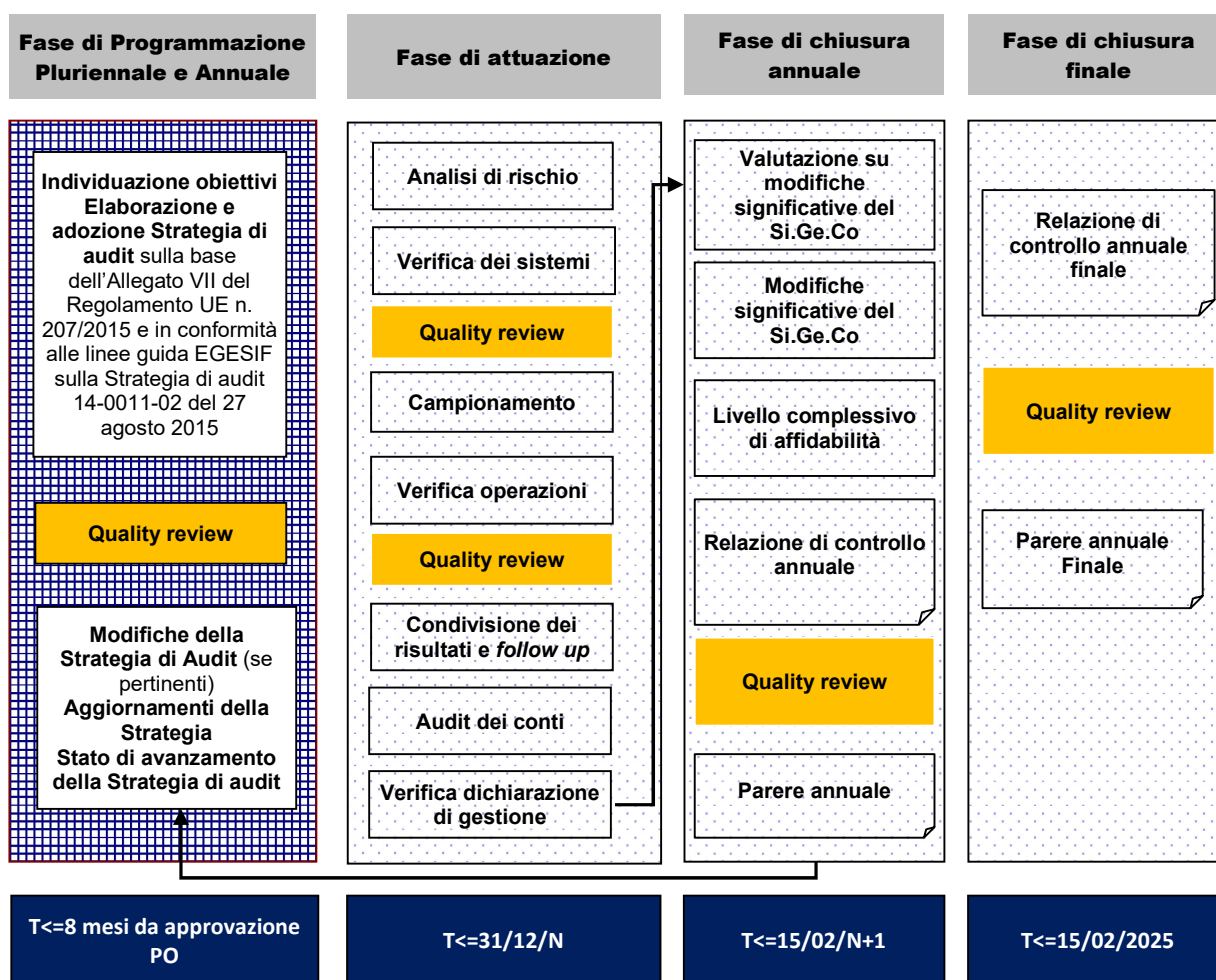 Fase di Programmazione
Pluriennale e Annuale
Individuazione obiettivi
Elaborazione e
adozione Strategia di
audit sulla base
dell'Allegato VII del
Regolamento UE n.
207/2015 e in conformità
alle linee guida EGESIF
sulla Strategia di audit
14-0011-02 del 27
agosto 2015
Quality review
Modifiche della
Strategia di Audit (se
pertinenti)
Aggiornamenti della
Strategia
Stato di avanzamento
della Strategia di audit
T<=8 mesi da approvazione
PO
Fase di attuazione
Analisi di rischio
Verifica dei sistemi
Quality review
Campionamento
Verifica operazioni
Quality review
Condivisione dei
risultati e follow up
Audit dei conti
Verifica dichiarazione
di gestione
T<=31/12/N
Fase di chiusura
annuale
Valutazione su
modifiche
significative del
Si.Ge.Co
Modifiche
significative del
Si.Ge.Co
Livello complessivo
di affidabilità
Relazione di controllo
annuale
Quality review
Parere annuale
T<=15/02/N+1
Fase di chiusura
finale
Relazione di
controllo annuale
finale
Quality review
Parere annuale
Finale
T<=15/02/2025